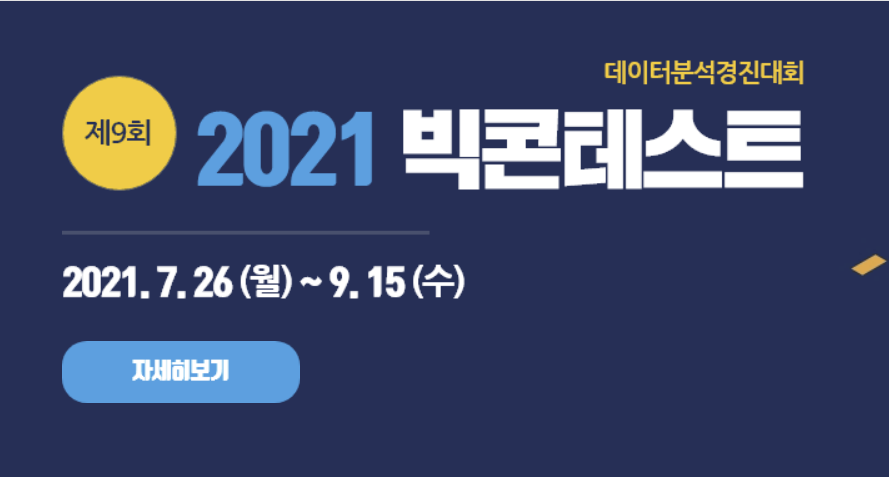 데이터분석경진대회
제9회
2021 빅콘테스트
2021. 7. 26 (월) ~ 9. 15 (수)
자세히보기